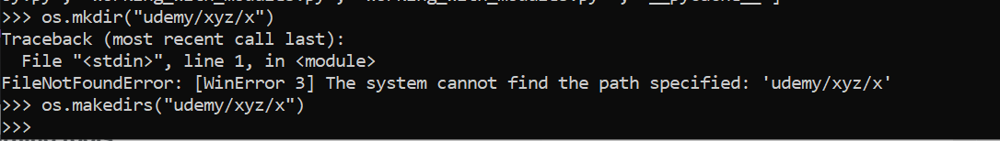 >>> os.mkdir("udemy/xyz/x")
Traceback (most recent call last):
  File "<stdin>", line 1, in <module>
FileNotFoundError: [WinError 3] The system cannot find the path specified: 'udemy/xyz/x'
>>> os.makedirs("udemy/xyz/x")
>>>